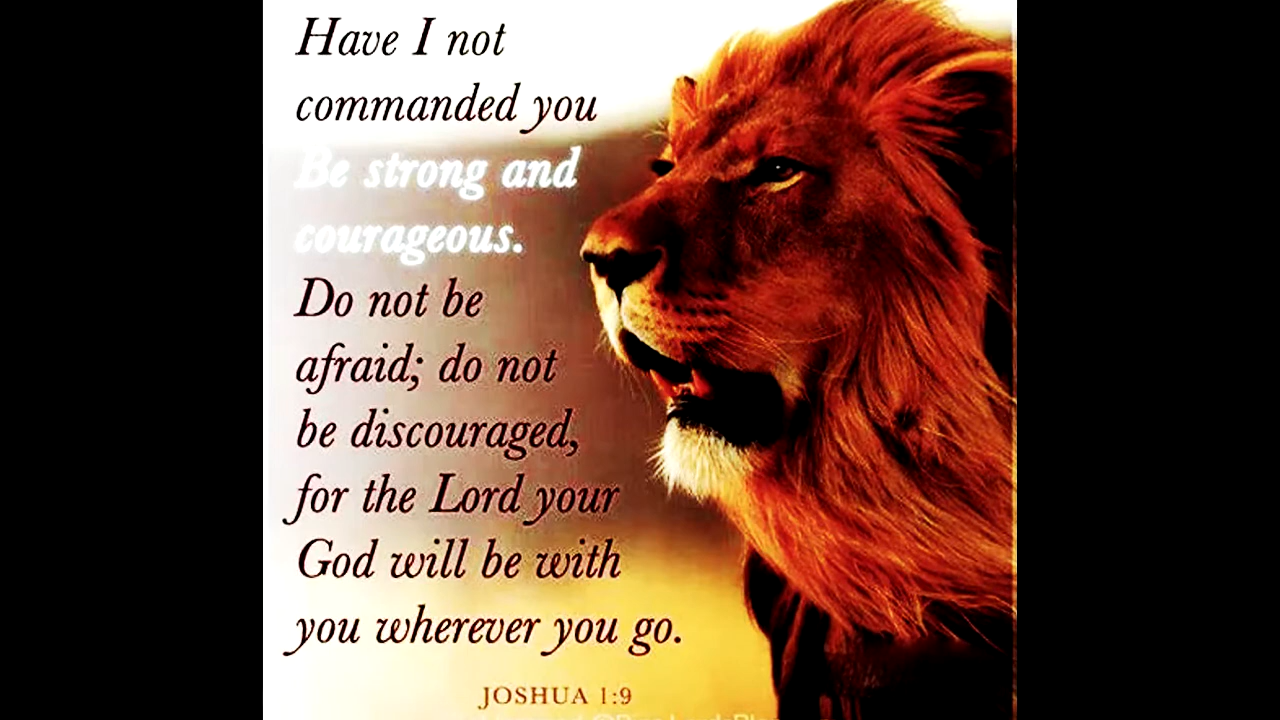 Have I not
commanded you
Be strong and
courageous.
Do not be
afraid; do not
be discouraged,
for the Lord your
God will be with
you wherever you go.
JOSHUA 1:9